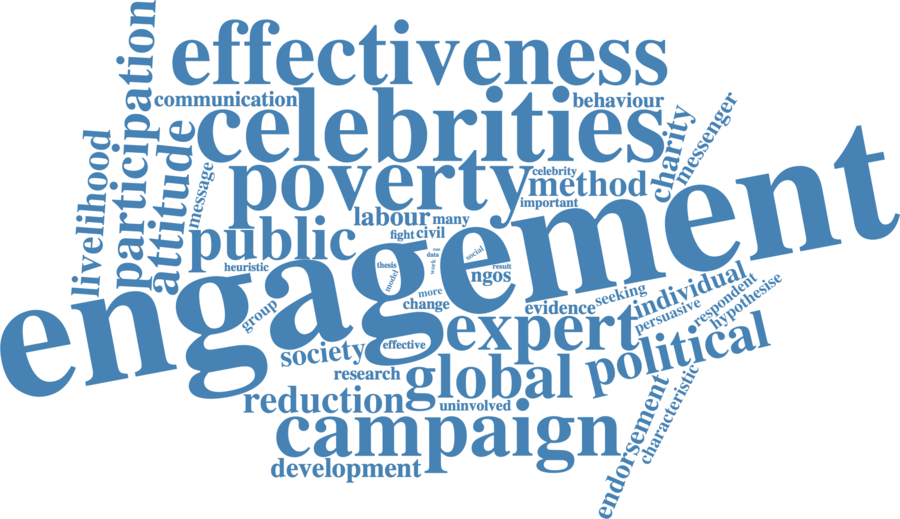 effectiveness
communication
behaviour
celebrities
participation
livelihood
attitude
message
charity
messenger
poverty
celebrity
method
important
labour
many
public
fight
civil
engagement
heuristic
thesis
model
data
work
social
result
ngos
more
change
group
evidence
seeking
individual
persuasive
respondent
hypothesise
expert
effective
society
political
research
global
reduction
uninvolved
campaign
development
endorsement
characteristic